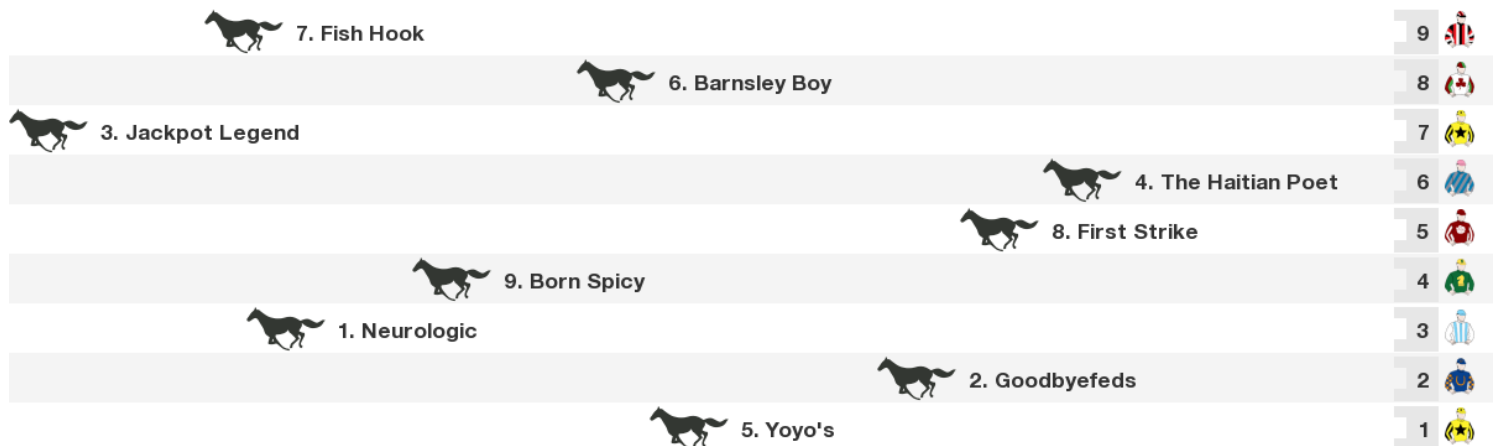 7. Fish Hook 9
6. Barnsley Boy 8
3. Jackpot Legend 7
4. The Haitian Poet 6
8. First Strike 5
9. Born Spicy 4
1. Neurologic 3
2. Goodbyefeds 2
5. Yoyo's 1